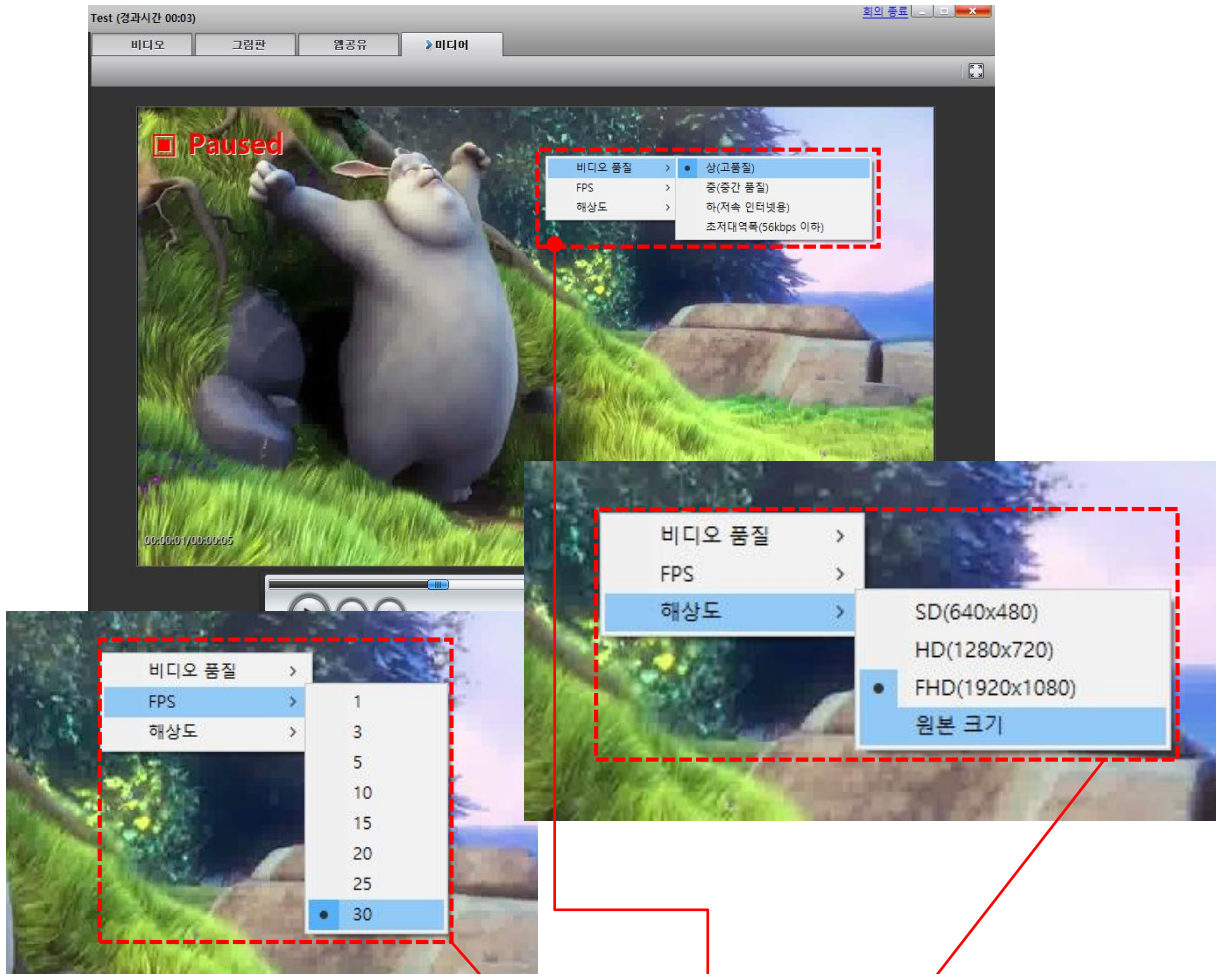 Test (경과시간 00:03)
회의 종료
비디오
그림판
웹공유
미디어
Paused
비디오 품질
FPS
해상도
상(고품질)
중(중간 품질)
하(저속 인터넷용)
초저대역폭(56kbps 이하)
00:00:01/00:00:05
비디오 품질
FPS
해상도
SD(640x480)
HD(1280x720)
FHD(1920x1080)
원본 크기
비디오 품질
FPS
해상도
1
3
5
10
15
20
25
30